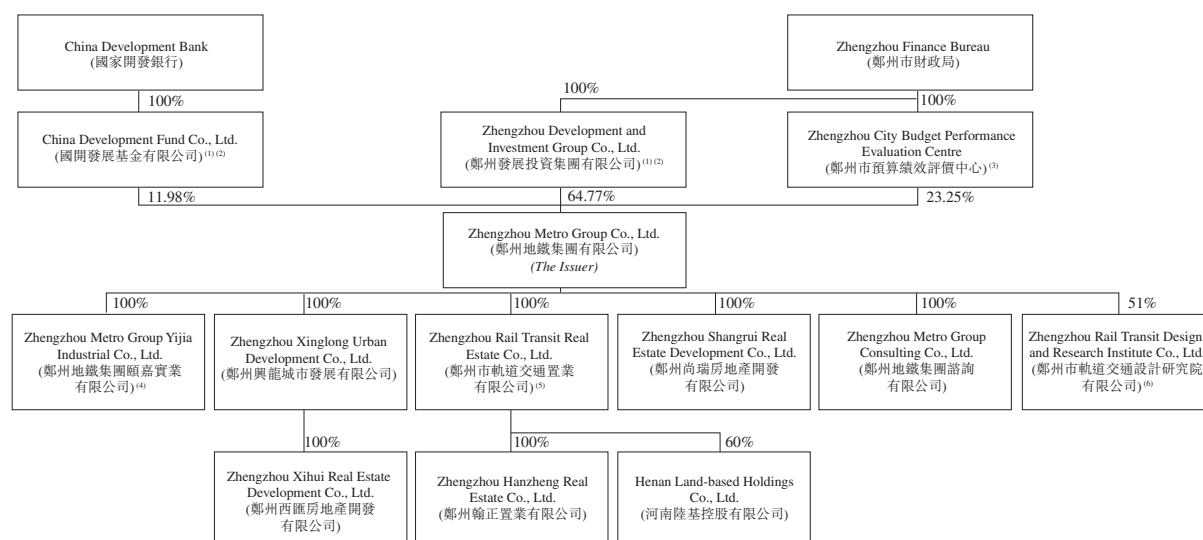 China Development Bank
(國家開發銀行)
Zhengzhou Finance Bureau
(鄭州市財政局)
100%
100%
100%
China Development Fund Co., Ltd.
(國開發展基金有限公司) (1) (2)
Zhengzhou Development and
Investment Group Co., Ltd.
(鄭州發展投資集團有限公司) (1) (2)
Zhengzhou City Budget Performance
Evaluation Centre
(鄭州市預算績效評價中心) (3)
11.98%
64.77%
23.25%
Zhengzhou Metro Group Co., Ltd.
(鄭州地鐵集團有限公司)
(The Issuer)
100%
100%
100%
100%
100%
51%
Zhengzhou Metro Group Yijia
Industrial Co., Ltd.
(鄭州地鐵集團頤嘉實業
有限公司) (4)
Zhengzhou Xinglong Urban
Development Co., Ltd.
(鄭州興龍城市發展有限公司)
Zhengzhou Rail Transit Real
Estate Co., Ltd.
(鄭州市軌道交通置業
有限公司) (5)
Zhengzhou Shangrui Real
Estate Development Co., Ltd.
(鄭州尚瑞房地產開發
有限公司)
Zhengzhou Metro Group
Consulting Co., Ltd.
(鄭州地鐵集團諮詢
有限公司)
Zhengzhou Rail Transit Design
and Research Institute Co., Ltd.
(鄭州市軌道交通設計研究院
有限公司) (6)
100%
100%
60%
Zhengzhou Xihui Real Estate
Development Co., Ltd.
(鄭州西匯房地產開發
有限公司)
Zhengzhou Hanzheng Real
Estate Co., Ltd.
(鄭州翰正置業有限公司)
Henan Land-based Holdings
Co., Ltd.
(河南陸基控股有限公司)